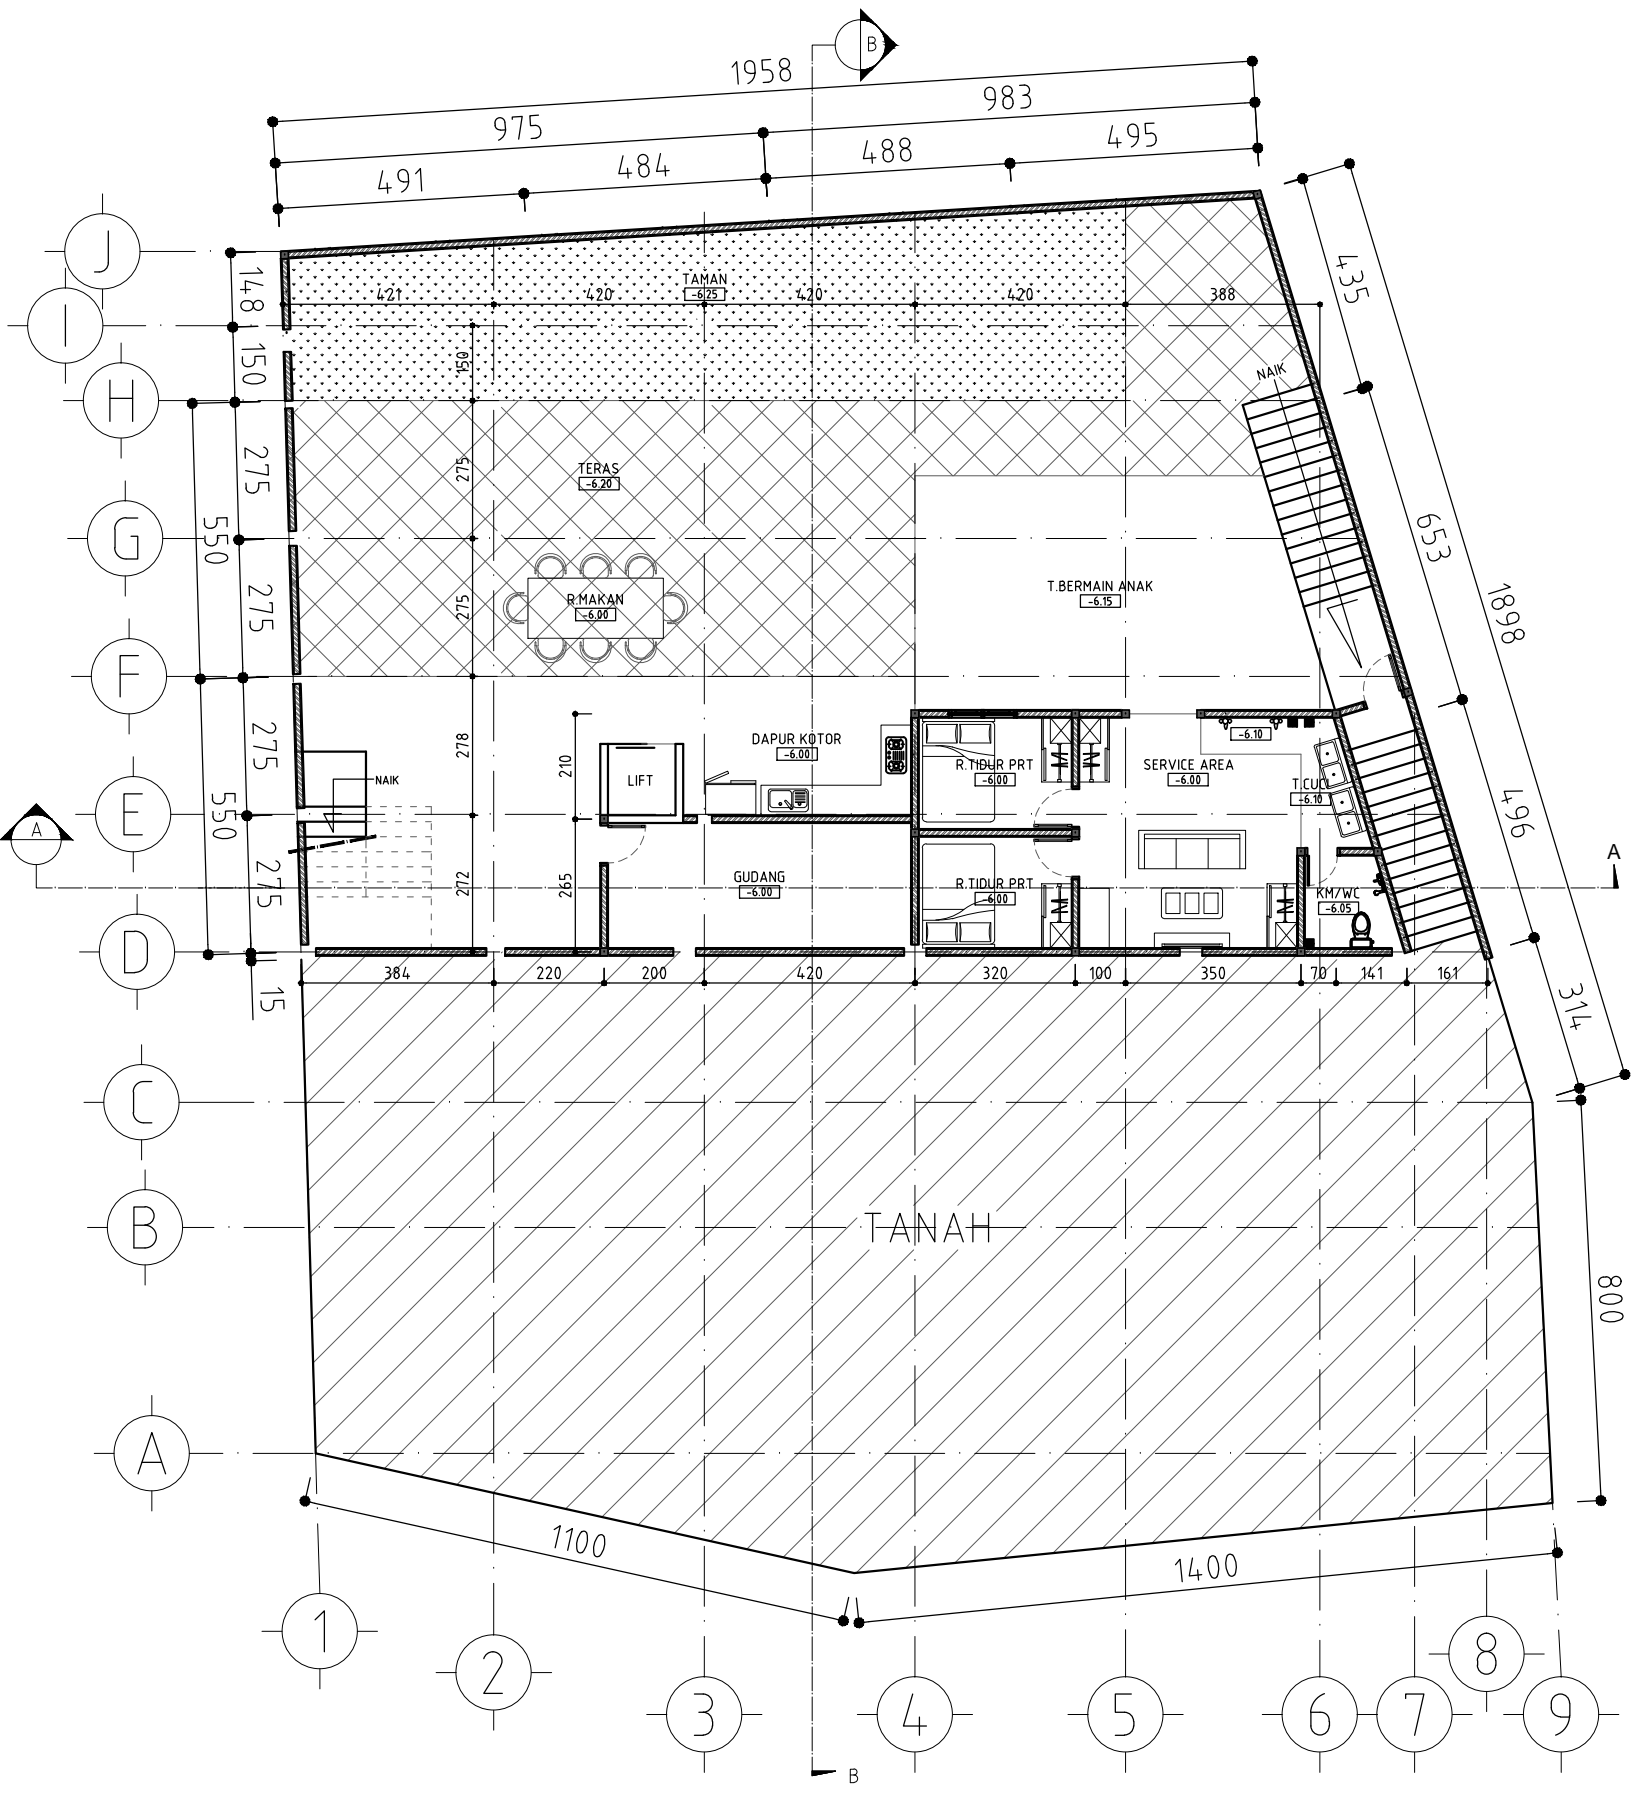 B
1958
975
983
491
484
488
495
J
148
TAMAN
-6.25
421
420
420
420
388
435
I
150
150
H
NAIK
275
TERAS
-6.20
275
653
G
550
275
275
R.MAKAN
-6.00
T.BERMAIN ANAK
-6.15
1898
F
275
278
210
DAPUR KOTOR
-6.00
-6.10
LIFT
R.TIDUR PRT
-6.00
SERVICE AREA
-6.00
T.CUCI
-6.10
NAIK
496
E
550
A
A
275
272
265
GUDANG
-6.00
R.TIDUR PRT
-6.00
KM/WC
-6.05
D
15
384
220
200
420
320
100
350
70
141
161
314
C
B
TANAH
800
A
1100
1400
1
2
3
4
5
6
7
8
9
B